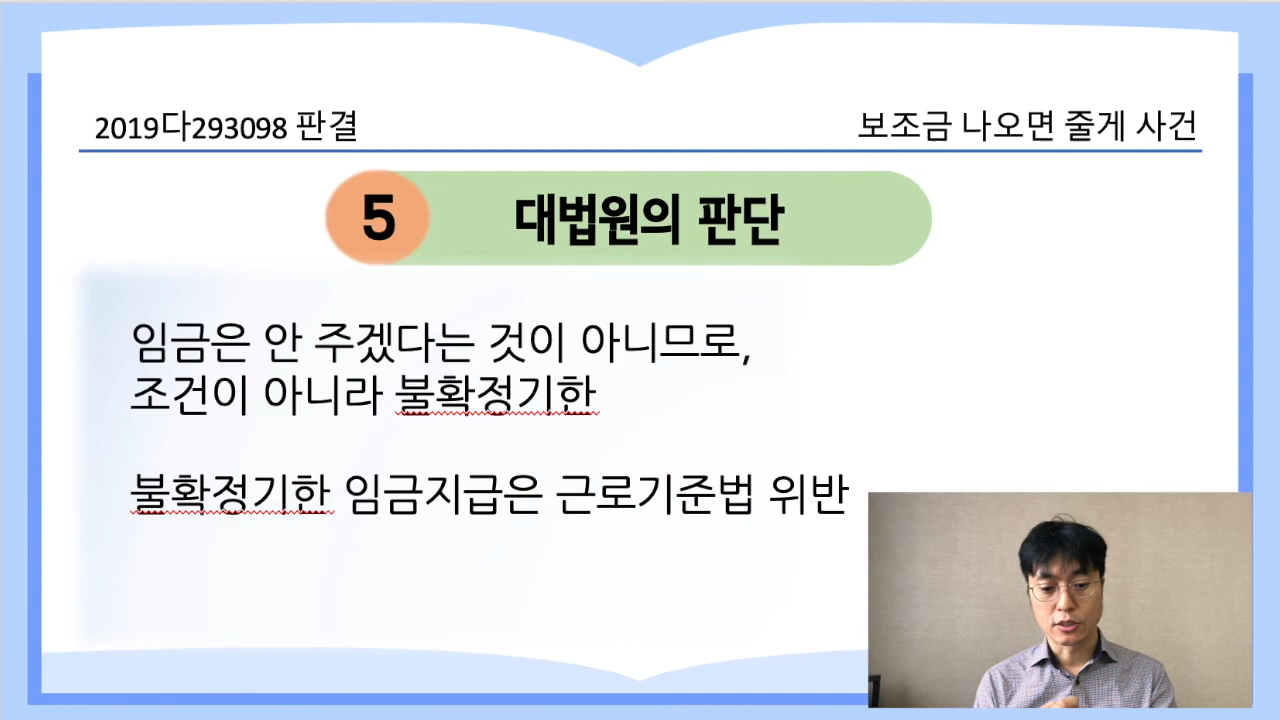 2019다293098 판결
보조금 나오면 줄게 사건
5
대법원의 판단
임금은 안 주겠다는 것이 아니므로,
조건이 아니라 불확정기한
불확정기한 임금지급은 근로기준법 위반